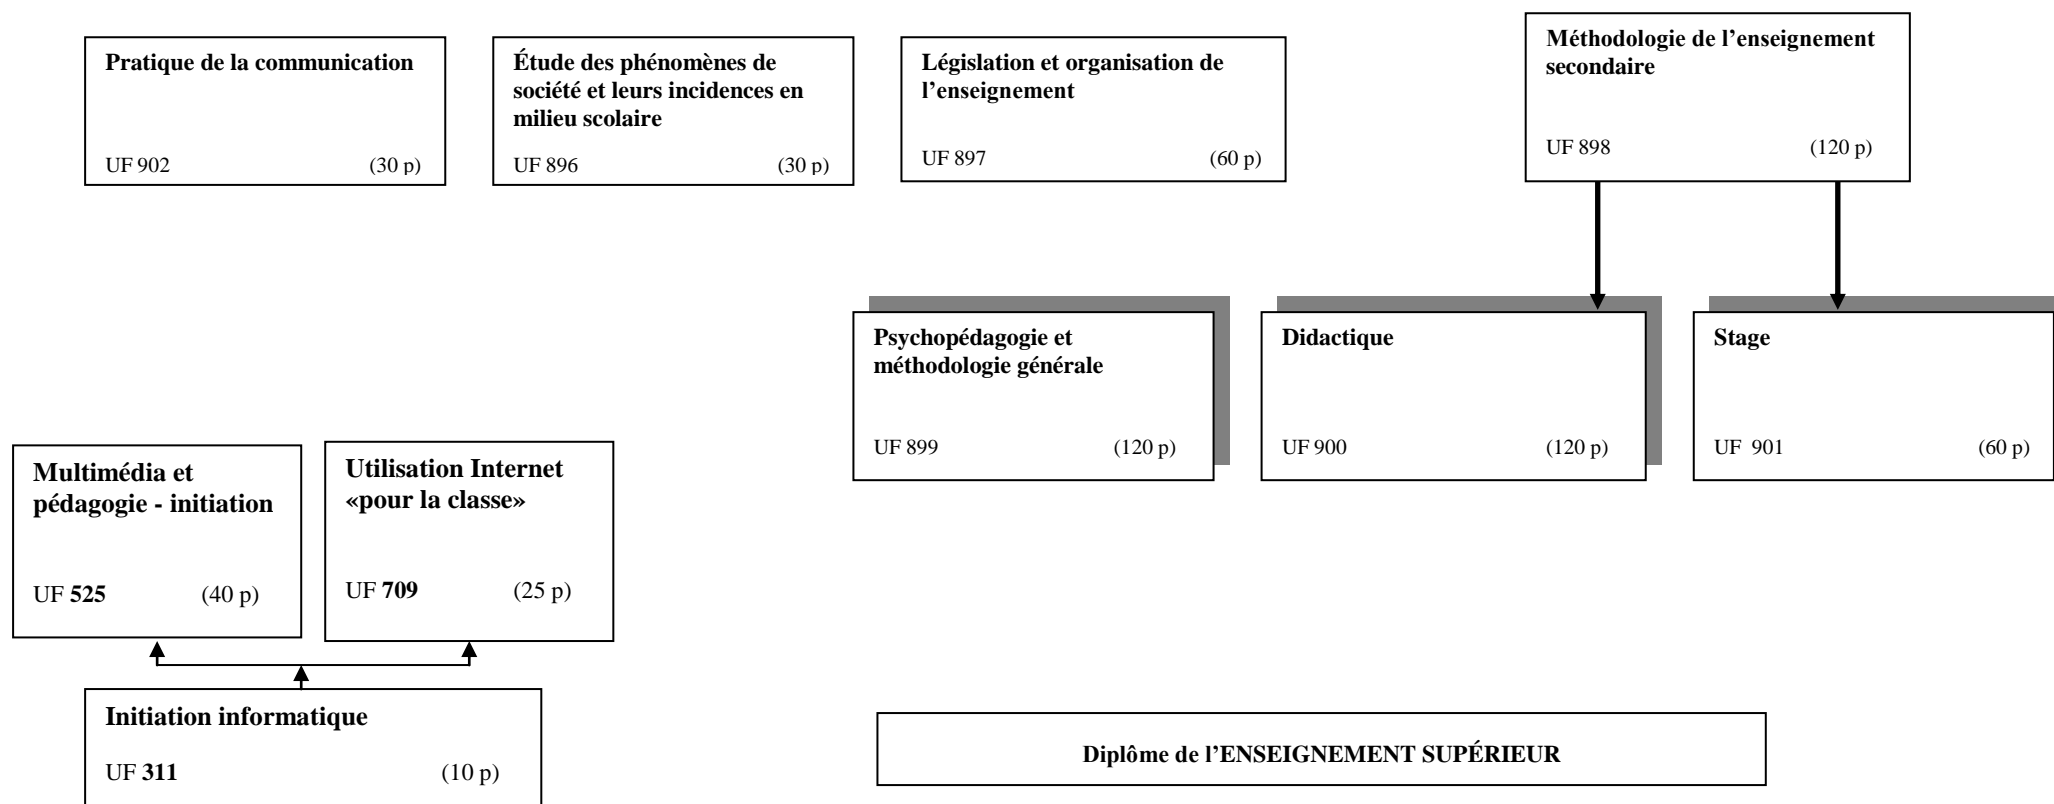 Pratique de la communication
UF 902 (30 p)
Étude des phénomènes de
société et leurs incidences en
milieu scolaire
UF 896 (30 p)
Législation et organisation de
l’enseignement
UF 897 (60 p)
Méthodologie de l’enseignement
secondaire
UF 898 (120 p)
Psychopédagogie et
méthodologie générale
UF 899 (120 p)
Didactique
UF 900 (120 p)
Stage
UF 901 (60 p)
Multimédia et
pédagogie - initiation
UF 525 (40 p)
Utilisation Internet
«pour la classe»
UF 709 (25 p)
Initiation informatique
UF 311 (10 p)
Diplôme de l’ENSEIGNEMENT SUPÉRIEUR